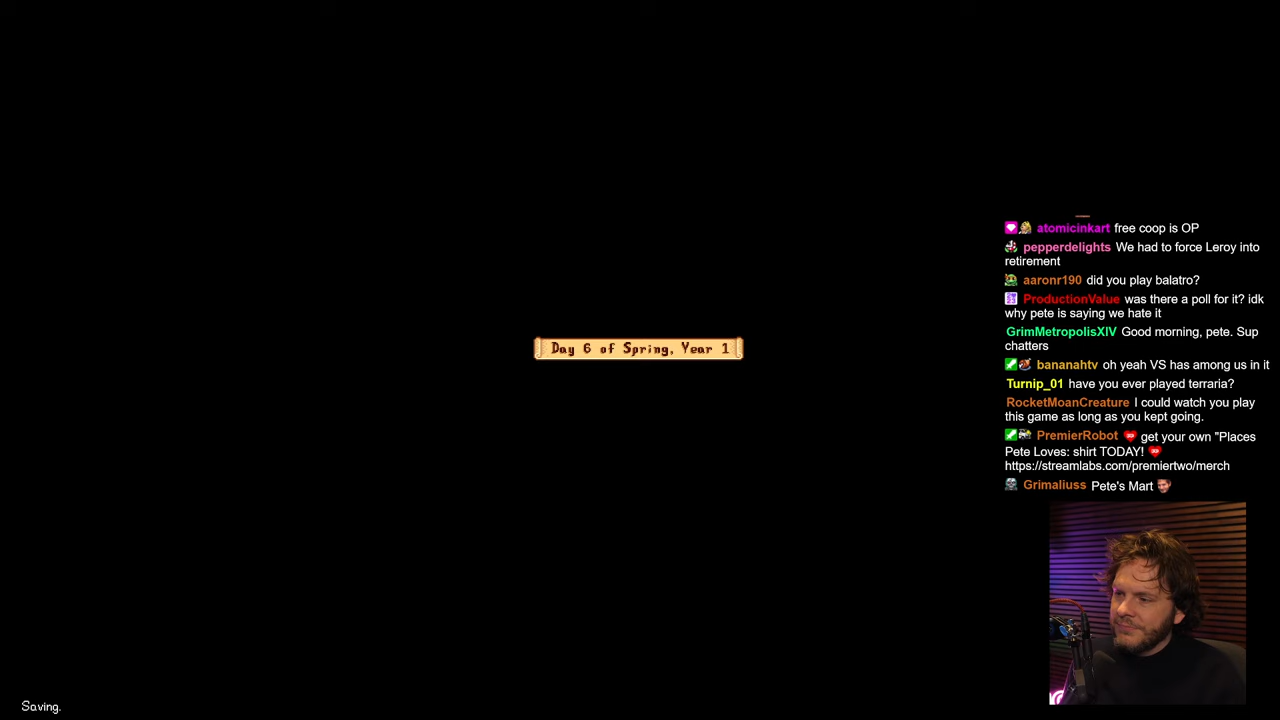 atomicinkart free coop is OP
pepperdelights We had to force Leroy into
retirement
aaronr190 did you play balatro?
ProductionValue was there a poll for it? idk
why pete is saying we hate it
GrimMetropolisXIV Good morning, pete. Sup
chatters
bananahtv oh yeah VS has among us in it
Day 6 of Spring, Year 1
Turnip_01 have you ever played terraria?
RocketMoanCreature I could watch you play
this game as long as you kept going.
PremierRobot get your own "Places
Pete Loves: shirt TODAY!
https://streamlabs.com/premiertwo/merch
Grimaliuss Pete's Mart
Saving.